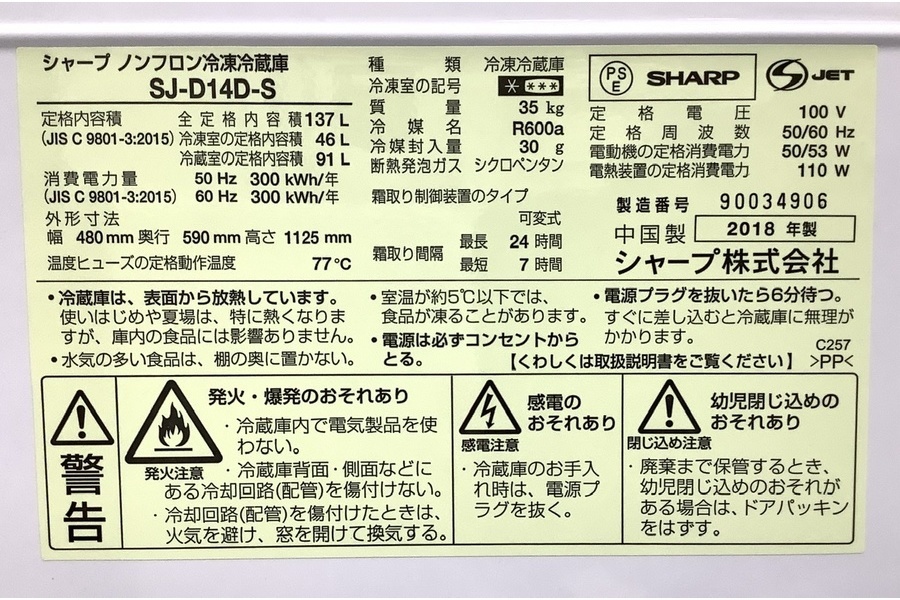 シャープ ノンフロン冷凍冷蔵庫
SJ-D14D-S
定格内容積 全定格内容積 137 L
(JIS C 9801-3:2015) 冷凍室の定格内容積 46 L
冷蔵室の定格内容積 91 L
消費電力量 50 Hz 300 kWh/年
(JIS C 9801-3:2015) 60 Hz 300 kWh/年
外形寸法
幅 480 mm 奥行 590 mm 高さ 1125 mm
温度ヒューズの定格動作温度 77℃
種類 冷凍冷蔵庫
冷凍室の記号 * ***
質量 35 kg
冷媒名 R600a
冷媒封入量 30 g
断熱発泡ガス シクロペンタン
霜取り制御装置のタイプ
可変式
霜取り間隔 最長 24 時間
最短 7 時間
PS
E
SHARP
S JET
定格電圧 100 V
定格周波数 50/60 Hz
電動機の定格消費電力 50/53 W
電熱装置の定格消費電力 110 W
製造番号 90034906
中国製 2018 年製
シャープ株式会社
・冷蔵庫は、表面から放熱しています。
使いはじめや夏場は、特に熱くなりま
すが、庫内の食品には影響ありません。
・水気の多い食品は、棚の奥に置かない。
・室温が約5℃以下では、
食品が凍ることがあります。
・電源は必ずコンセントから
とる。
・電源プラグを抜いたら6分待つ。
すぐに差し込むと冷蔵庫に無理が
かかります。
C257
【くわしくは取扱説明書をご覧ください】 >PP<
警告
発火注意
発火・爆発のおそれあり
・冷蔵庫内で電気製品を使
わない。
・冷蔵庫背面・側面などに
ある冷却回路(配管)を傷付けない。
・冷却回路(配管)を傷付けたときは、
火気を避け、窓を開けて換気する。
感電注意
感電の
おそれあり
・冷蔵庫のお手入
れ時は、電源プ
ラグを抜く。
閉じ込め注意
幼児閉じ込めの
おそれあり
・廃棄まで保管するとき、
幼児閉じ込めのおそれが
ある場合は、ドアパッキン
をはずす。